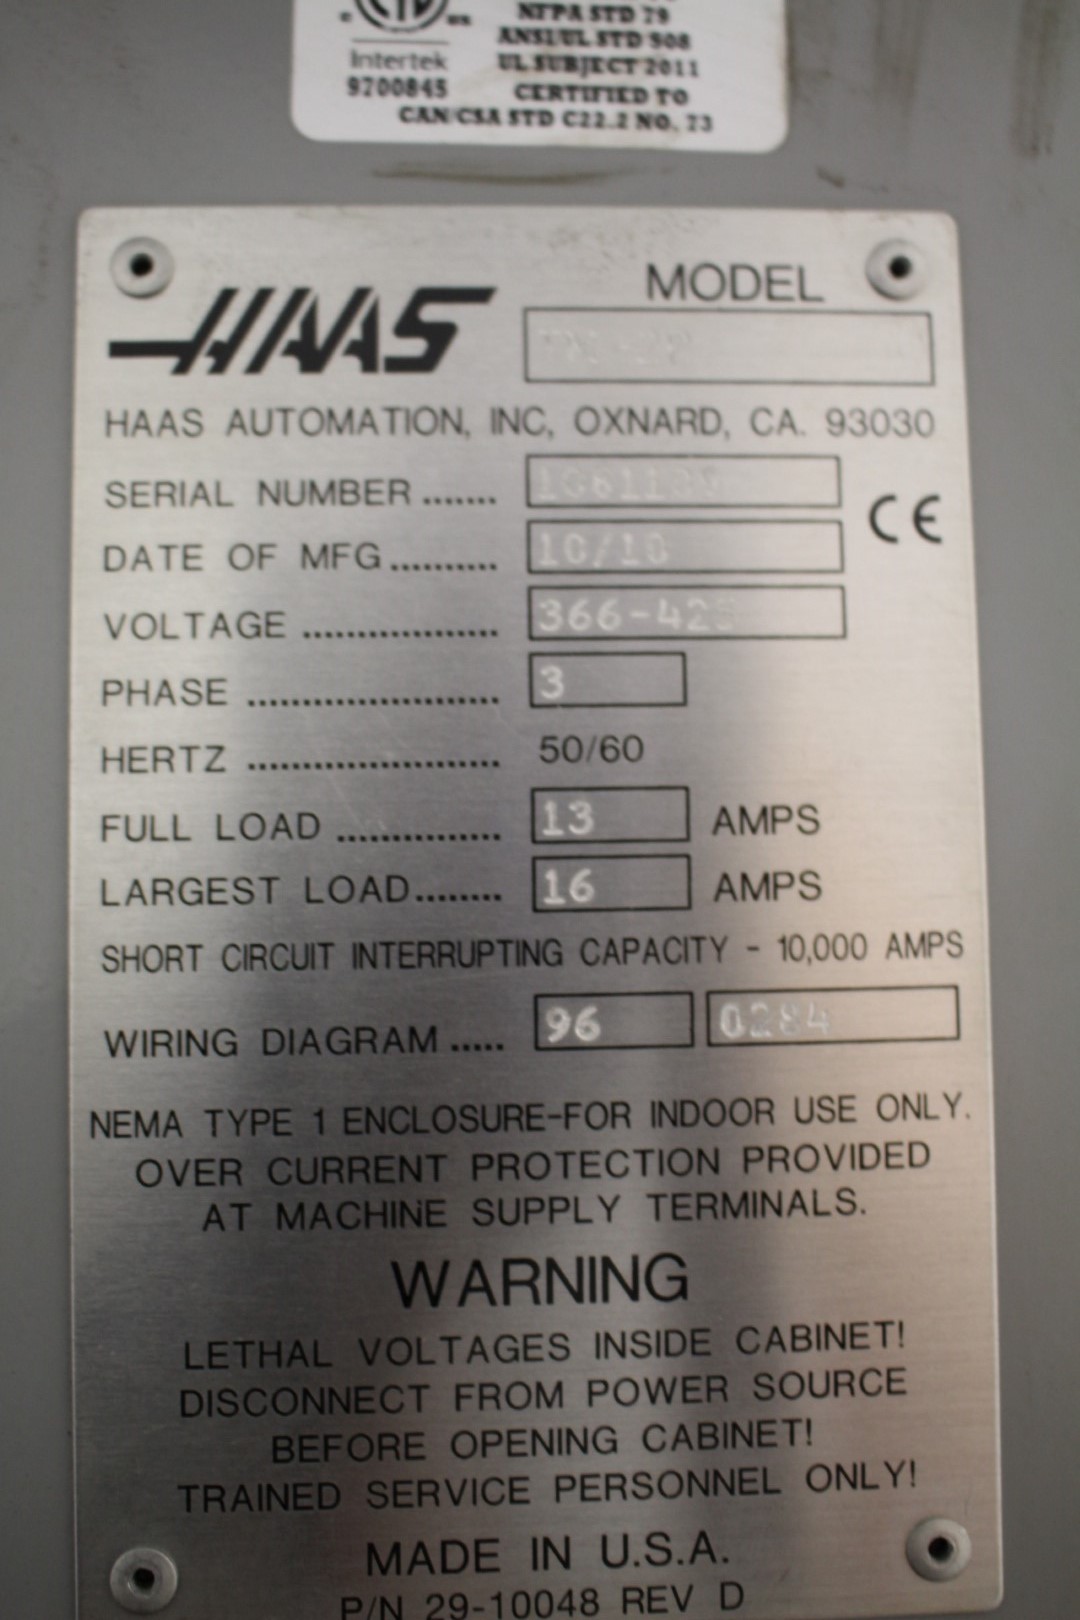 NFPA STD 79
ANSI/UL STD 508
Intertek UL SUBJECT 2011
9700845 CERTIFIED TO
CAN/CSA STD C22.2 NO. 73
HAAS MODEL
HAAS AUTOMATION, INC, OXNARD, CA. 93030
SERIAL NUMBER .......
CE
DATE OF MFG .......... 10/10
VOLTAGE .................. 366-428
PHASE ....................... 3
HERTZ ....................... 50/60
FULL LOAD ............... 13 AMPS
LARGEST LOAD........ 16 AMPS
SHORT CIRCUIT INTERRUPTING CAPACITY - 10,000 AMPS
WIRING DIAGRAM ..... 96 0284
NEMA TYPE 1 ENCLOSURE-FOR INDOOR USE ONLY.
OVER CURRENT PROTECTION PROVIDED
AT MACHINE SUPPLY TERMINALS.
WARNING
LETHAL VOLTAGES INSIDE CABINET!
DISCONNECT FROM POWER SOURCE
BEFORE OPENING CABINET!
TRAINED SERVICE PERSONNEL ONLY!
MADE IN U.S.A.
P/N 29-10048 REV D